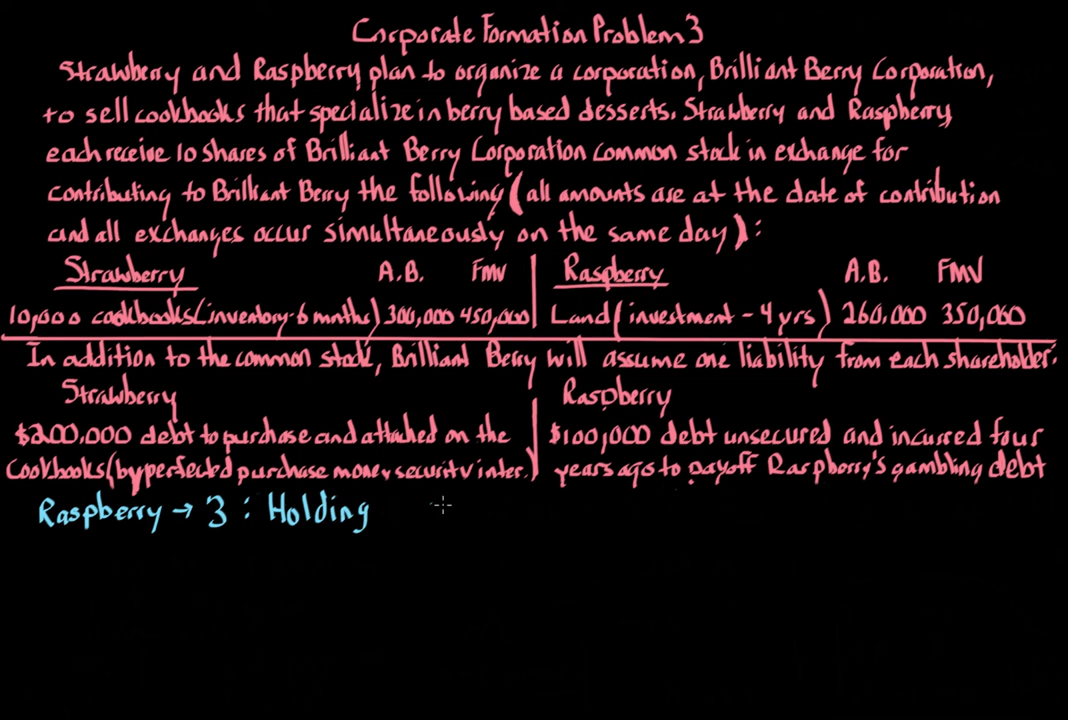 Corporate Formation Problem 3
Strawberry and Raspberry plan to organize a corporation, Brilliant Berry Corporation,
to sell cookbooks that specialize in berry based desserts. Strawberry and Raspberry
each receive 10 shares of Brilliant Berry Corporation common stock in exchange for
contributing to Brilliant Berry the following (all amounts are at the date of contribution
and all exchanges occur simultaneously on the same day):
Strawberry A.B. FMV Raspberry A.B. FMV
10,000 cookbooks (inventory-6 months) 300,000 450,000 Land (investment - 4 yrs) 260,000 350,000
In addition to the common stock, Brilliant Berry will assume one liability from each shareholder:
Strawberry Raspberry
$200,000 debt to purchase and attached on the $100,000 debt unsecured and incurred four
cookbooks (by perfected purchase money security inter.) years ago to payoff Raspberry's gambling debt
Raspberry → 3 : Holding